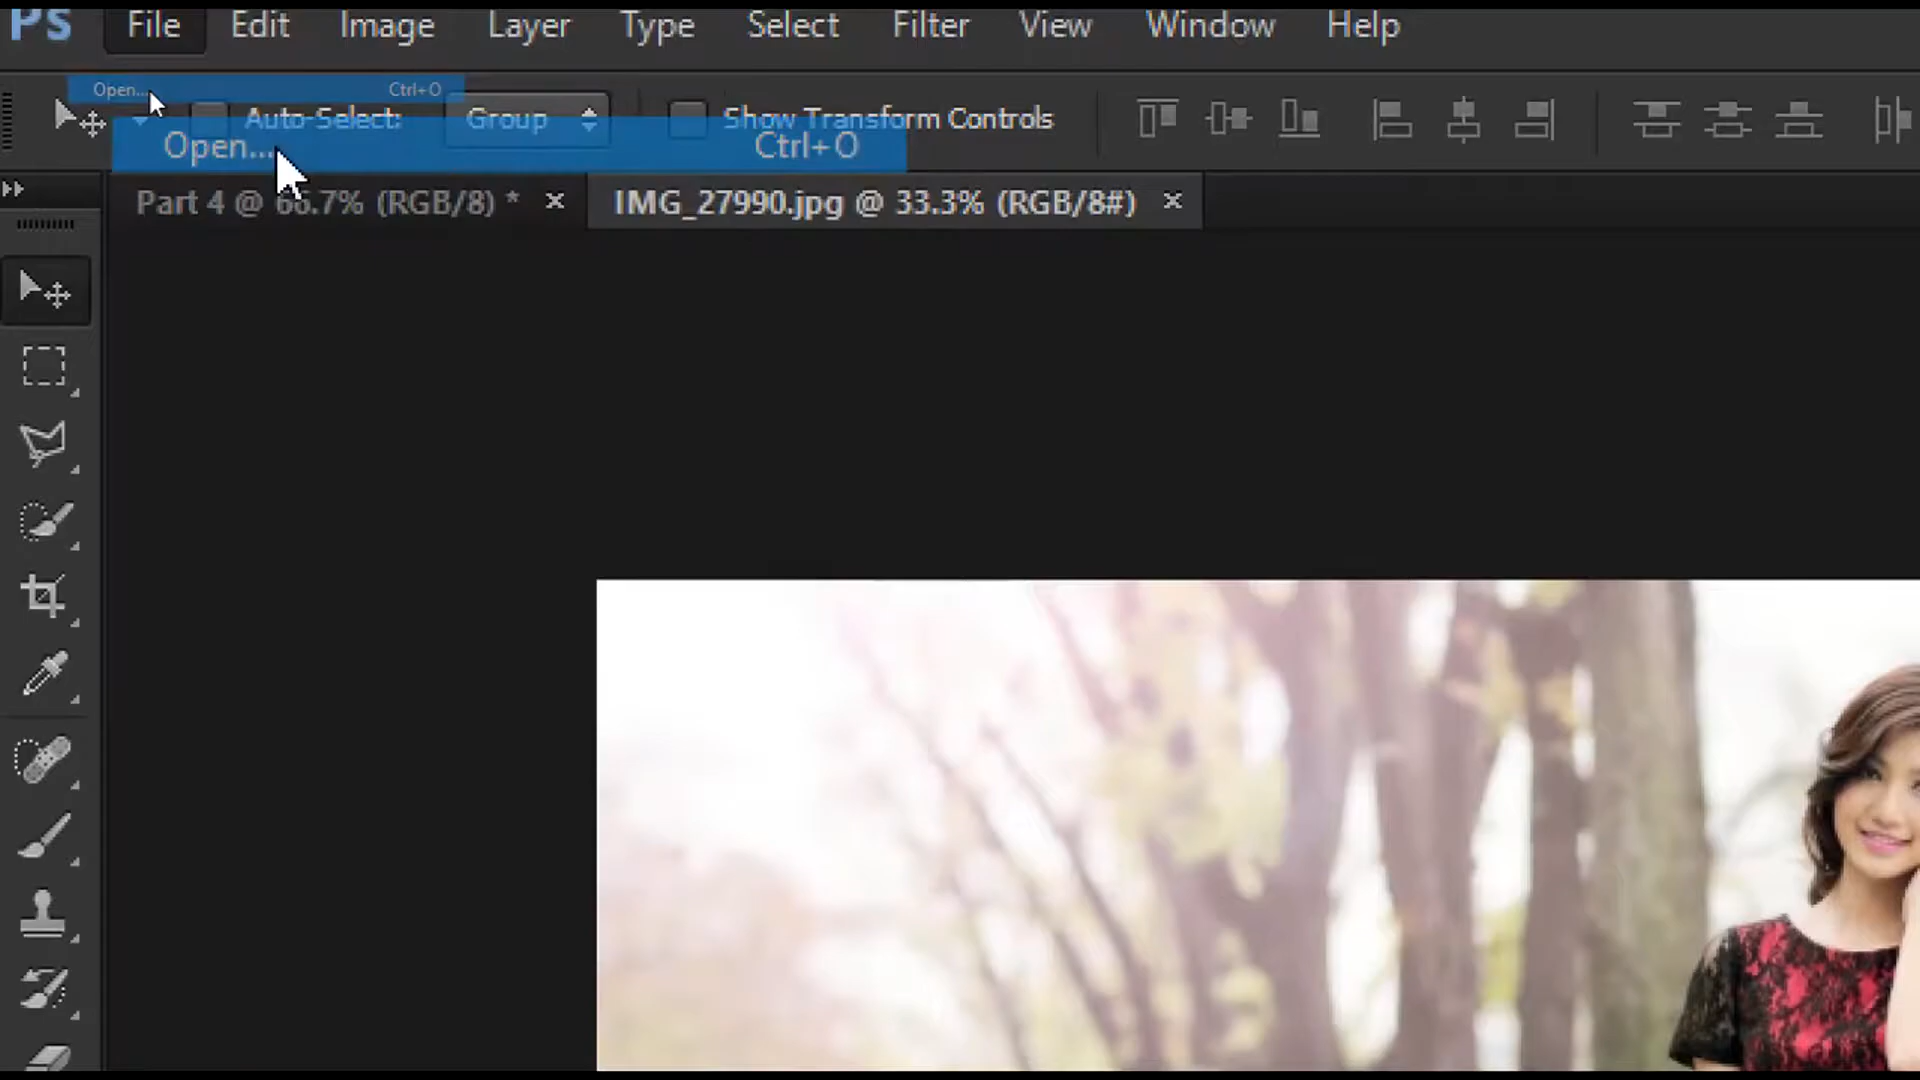 Ps File Edit Image Layer Type Select Filter View Window Help
Open... Ctrl+O
Auto-Select: Group Show Transform Controls
Open... Ctrl+O
Part 4 @ 66.7% (RGB/8) * × IMG_27990.jpg @ 33.3% (RGB/8#) ×